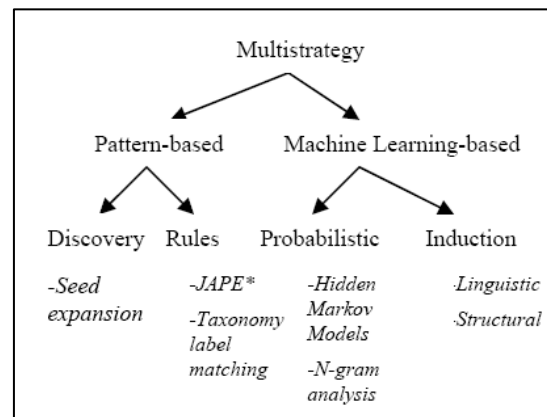 Multistrategy
Pattern-based Machine Learning-based
Discovery Rules Probabilistic Induction
-Seed
expansion
-JAPE*
-Taxonomy
label
matching
-Hidden
Markov
Models
-N-gram
analysis
-Linguistic
-Structural